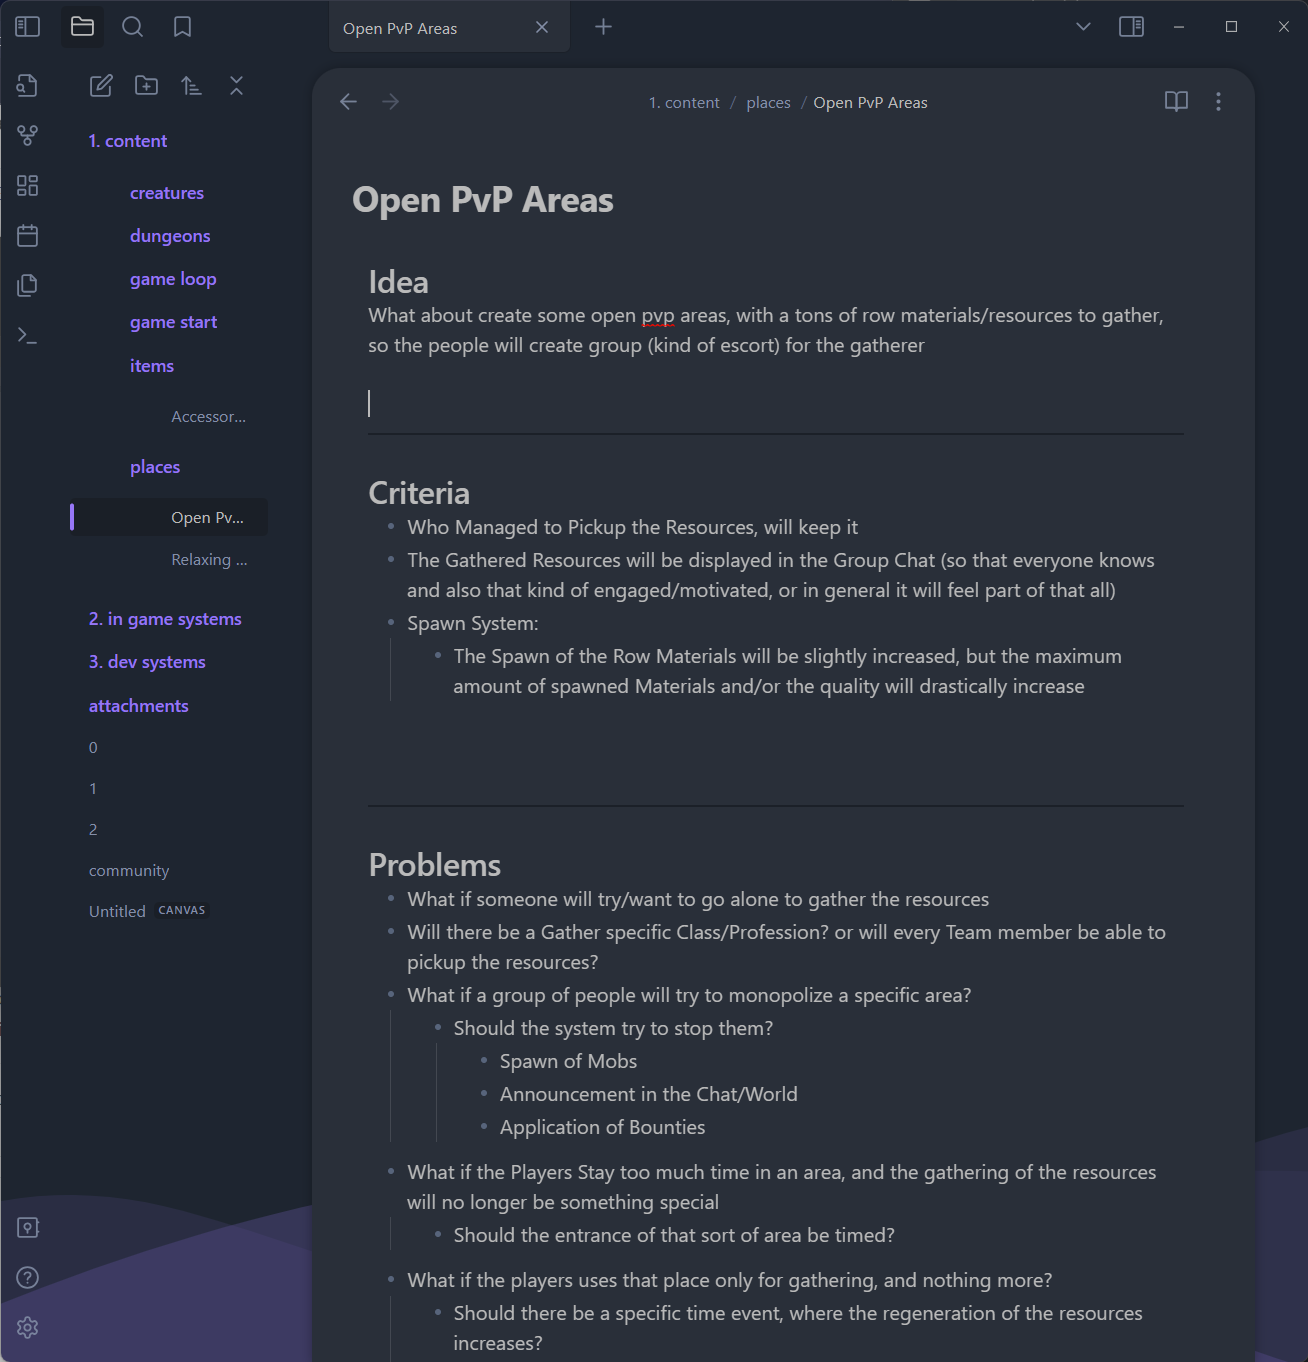 Open PvP Areas
1. content
creatures
dungeons
game loop
game start
items
Accessor...
places
Open Pv...
Relaxing ...
2. in game systems
3. dev systems
attachments
0
1
2
community
Untitled CANVAS
1. content / places / Open PvP Areas
Open PvP Areas
Idea
What about create some open pvp areas, with a tons of row materials/resources to gather,
so the people will create group (kind of escort) for the gatherer
Criteria
Who Managed to Pickup the Resources, will keep it
The Gathered Resources will be displayed in the Group Chat (so that everyone knows
and also that kind of engaged/motivated, or in general it will feel part of that all)
Spawn System:
The Spawn of the Row Materials will be slightly increased, but the maximum
amount of spawned Materials and/or the quality will drastically increase
Problems
What if someone will try/want to go alone to gather the resources
Will there be a Gather specific Class/Profession? or will every Team member be able to
pickup the resources?
What if a group of people will try to monopolize a specific area?
Should the system try to stop them?
Spawn of Mobs
Announcement in the Chat/World
Application of Bounties
What if the Players Stay too much time in an area, and the gathering of the resources
will no longer be something special
Should the entrance of that sort of area be timed?
What if the players uses that place only for gathering, and nothing more?
Should there be a specific time event, where the regeneration of the resources
increases?